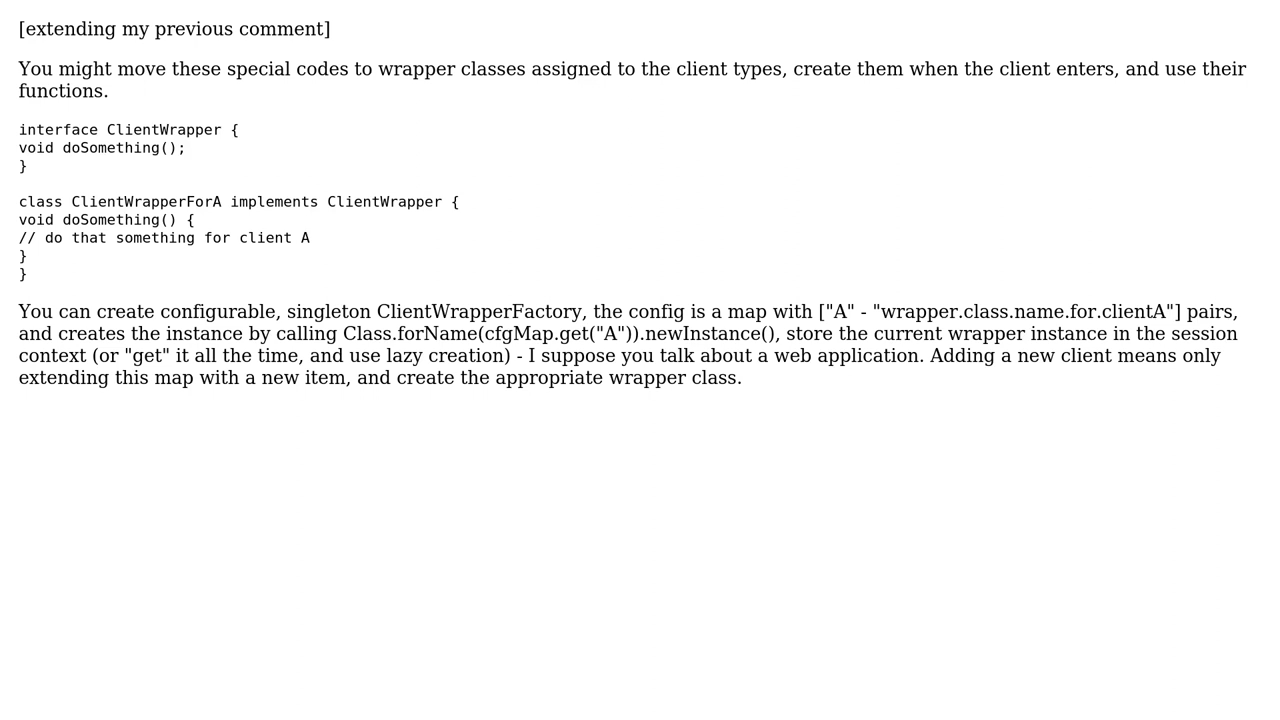 [extending my previous comment]
You might move these special codes to wrapper classes assigned to the client types, create them when the client enters, and use their
functions.
interface ClientWrapper {
void doSomething();
}
class ClientWrapperForA implements ClientWrapper {
void doSomething() {
// do that something for client A
}
}
You can create configurable, singleton ClientWrapperFactory, the config is a map with ["A" - "wrapper.class.name.for.clientA"] pairs,
and creates the instance by calling Class.forName(cfgMap.get("A")).newInstance(), store the current wrapper instance in the session
context (or "get" it all the time, and use lazy creation) - I suppose you talk about a web application. Adding a new client means only
extending this map with a new item, and create the appropriate wrapper class.